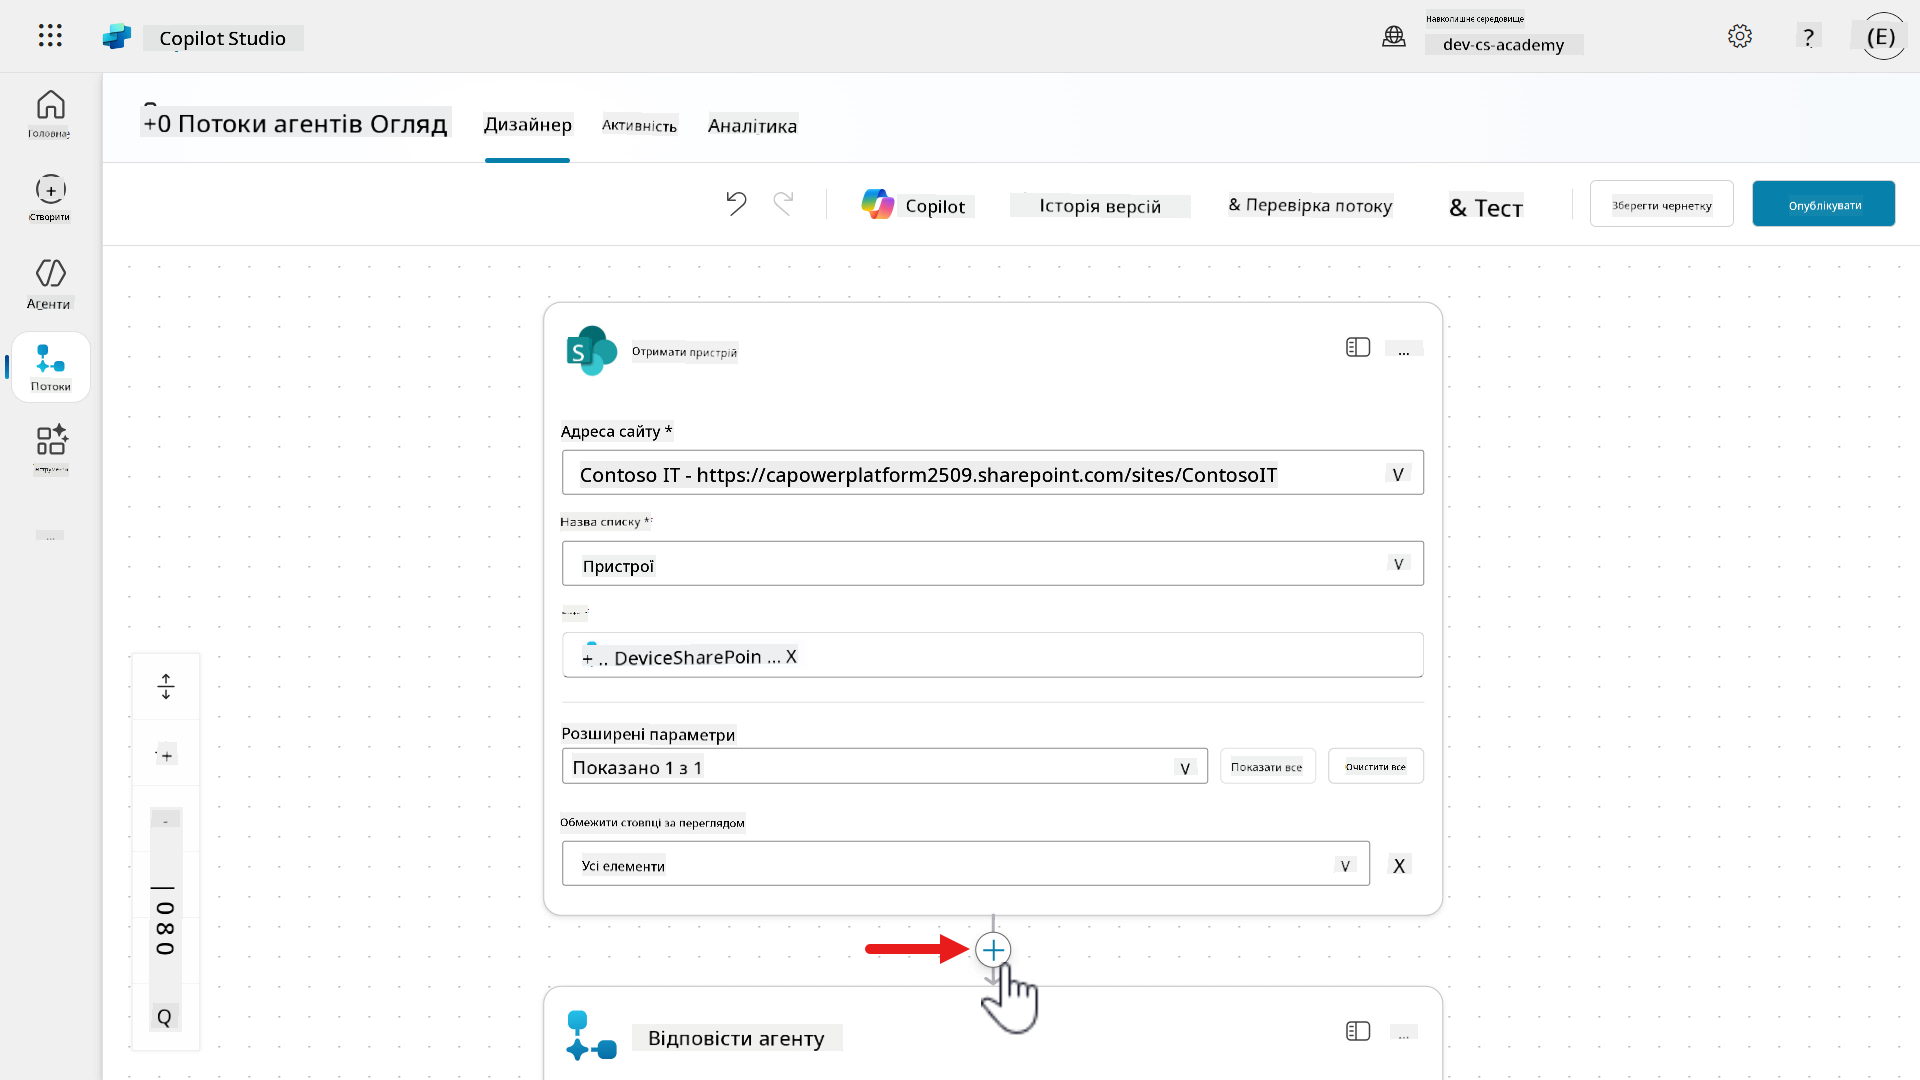 Copilot Studio
Навколишнє середовище
dev-cs-academy
?
(E)
+0 Потоки агентів Огляд
Дизайнер
Активність
Аналітика
Головна
Створити
Агенти
Потоки
...
Copilot
Історія версій
& Перевірка потоку
& Тест
Зберегти чернетку
Опублікувати
S
Отримати пристрій
...
Адреса сайту *
Contoso IT - https://capowerplatform2509.sharepoint.com/sites/ContosoIT
V
Назва списку *
Пристрої
V
+ .. DeviceSharePoin ... X
Розширені параметри
Показано 1 з 1
V
Показати все
Очистити все
Обмежити стовпці за переглядом
Усі елементи
V
X
+
-
| 080
Q
Відповісти агенту
...